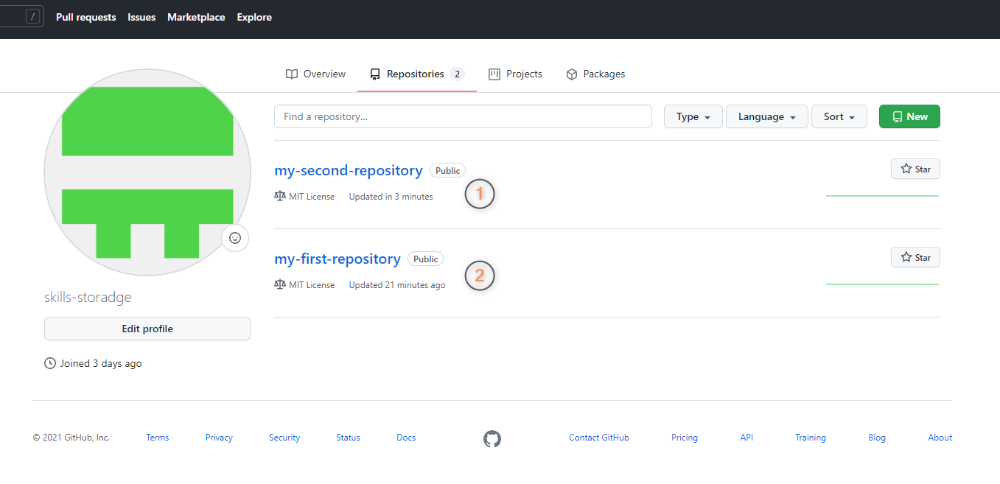 / Pull requests Issues Marketplace Explore
Overview Repositories 2 Projects Packages
Find a repository... Type Language Sort New
my-second-repository Public Star
MIT License Updated in 3 minutes 1
my-first-repository Public Star
MIT License Updated 21 minutes ago 2
skills-storadge
Edit profile
Joined 3 days ago
© 2021 GitHub, Inc. Terms Privacy Security Status Docs Contact GitHub Pricing API Training Blog About